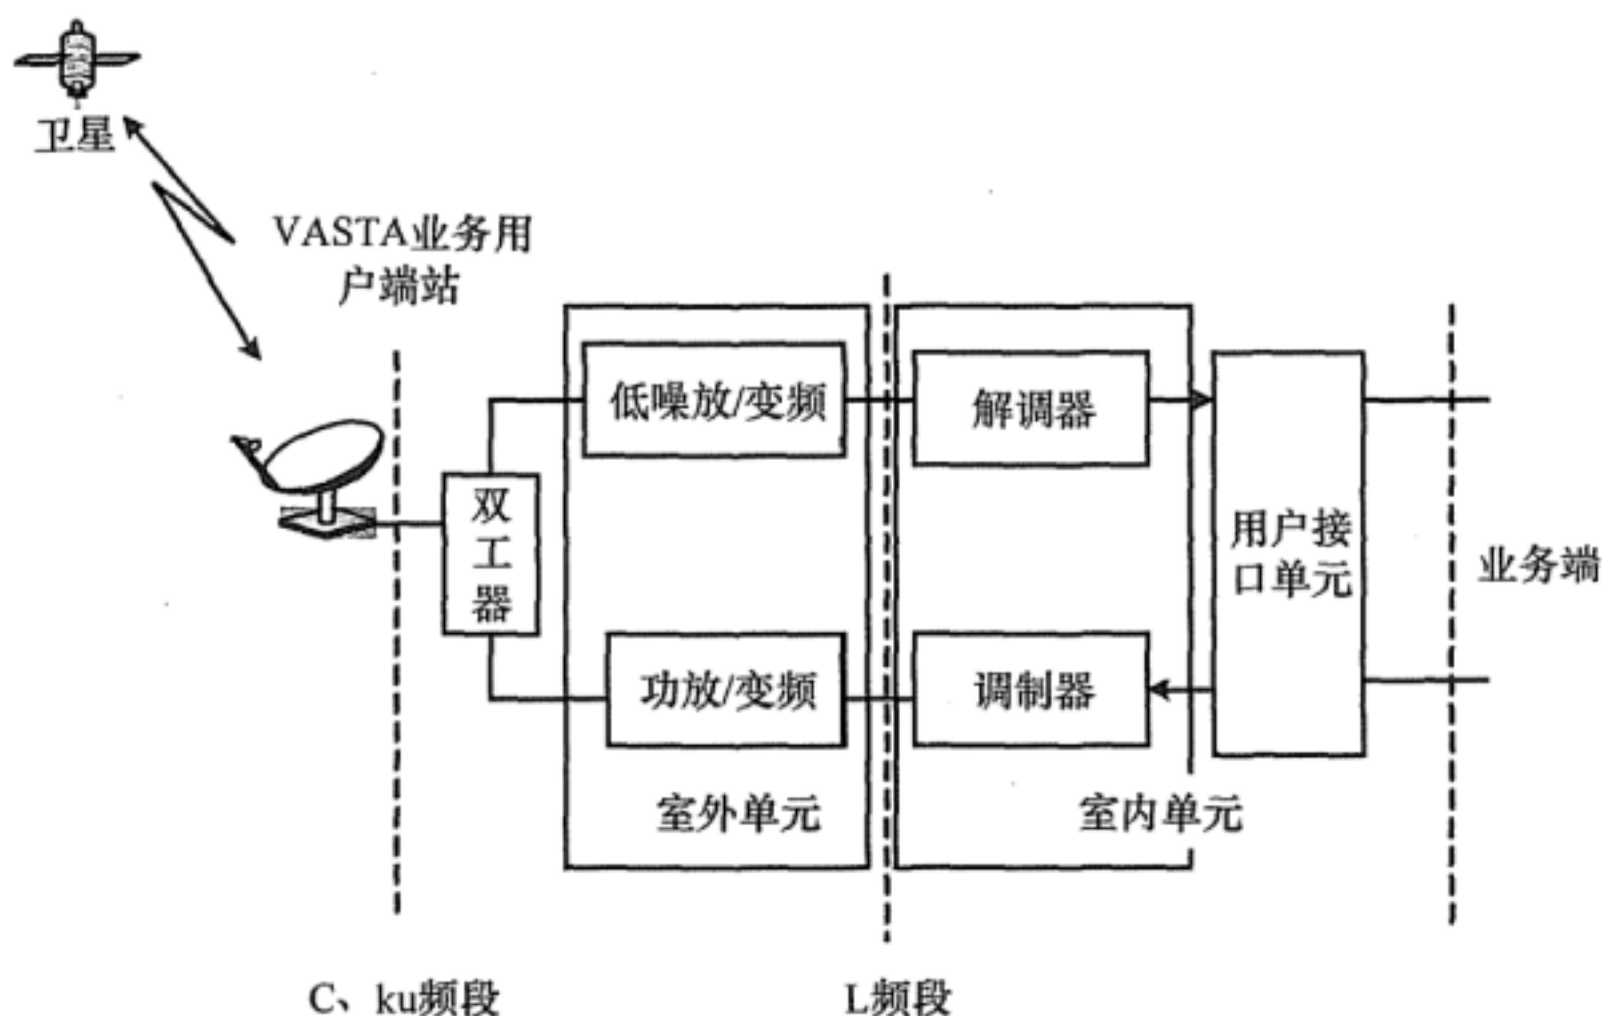 卫星
VASTA业务用
户端站
低噪放/变频
解调器
双
工
器
用户接
口单元
业务端
功放/变频
调制器
室外单元
室内单元
C、ku频段
L频段